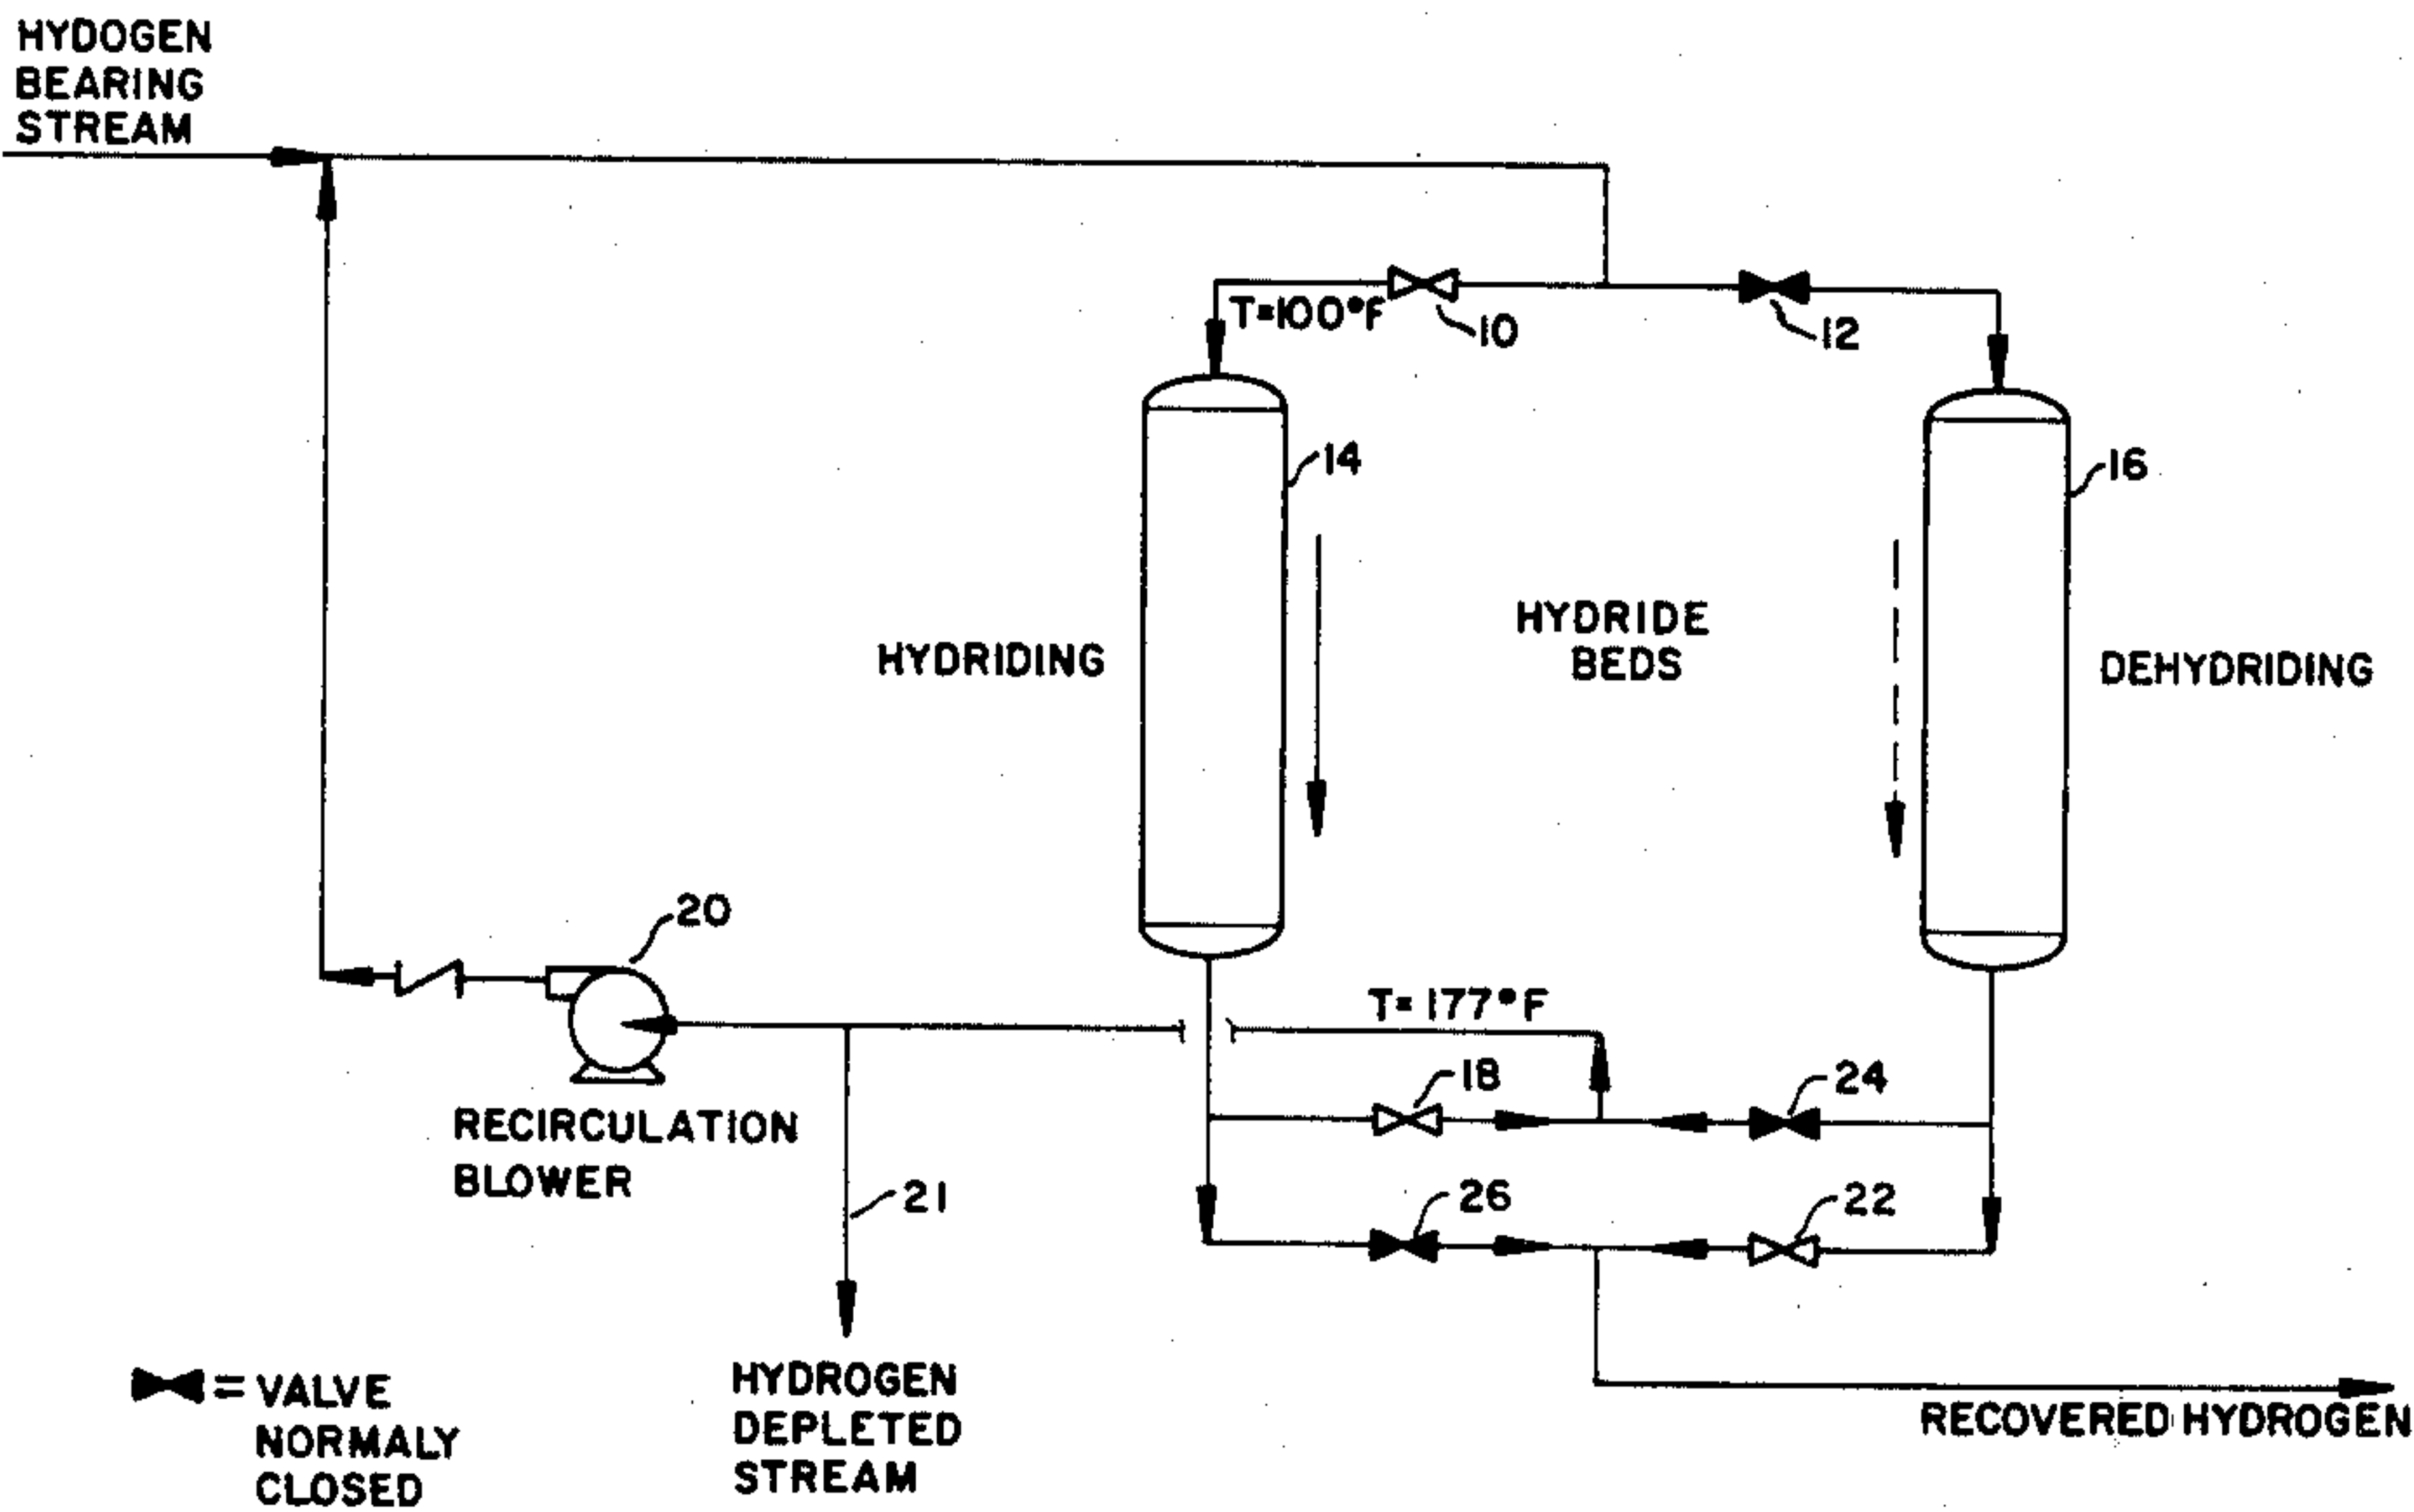 HYDOGEN
BEARING
STREAM
T=100°F
10
12
14
16
HYDRIDING
HYDRIDE
BEDS
DEHYDRIDING
20
T= 177°F
18
24
RECIRCULATION
BLOWER
21
26
22
HYDROGEN
DEPLETED
STREAM
= VALVE
NORMALY
CLOSED
RECOVERED HYDROGEN